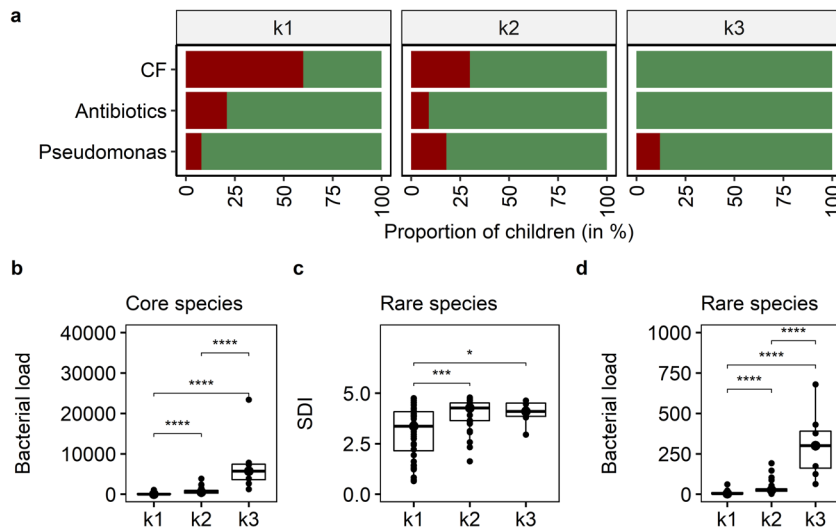 a
k1 k2 k3
CF
Antibiotics
Pseudomonas
0 25 50 75 100 0 25 50 75 100 0 25 50 75 100
Proportion of children (in %)
b c d
Core species Rare species Rare species
Bacterial load
40000
30000
20000
10000
0
**** **** ****
k1 k2 k3
SDI
5.0
2.5
0.0
* ***
k1 k2 k3
Bacterial load
1000
750
500
250
0
**** **** ****
k1 k2 k3